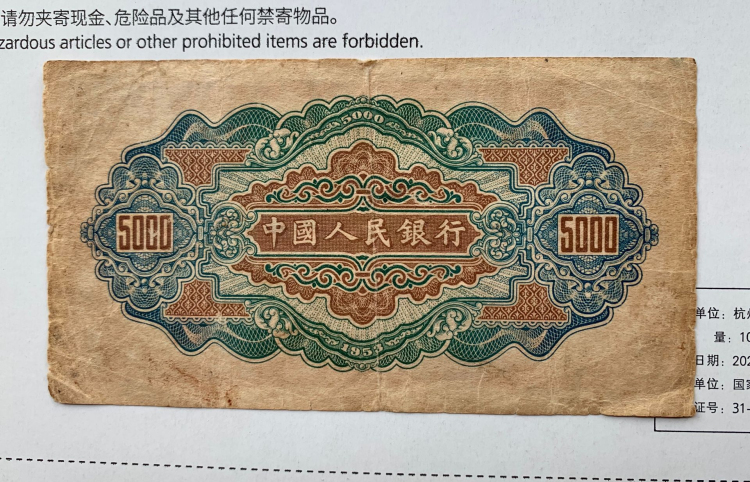 请勿夹寄现金、危险品及其他任何禁寄物品。
zardous articles or other prohibited items are forbidden.
5000
5000
中國人民銀行
5000
1953
单位：杭
量：10
日期：202
单位：国
证号：31-